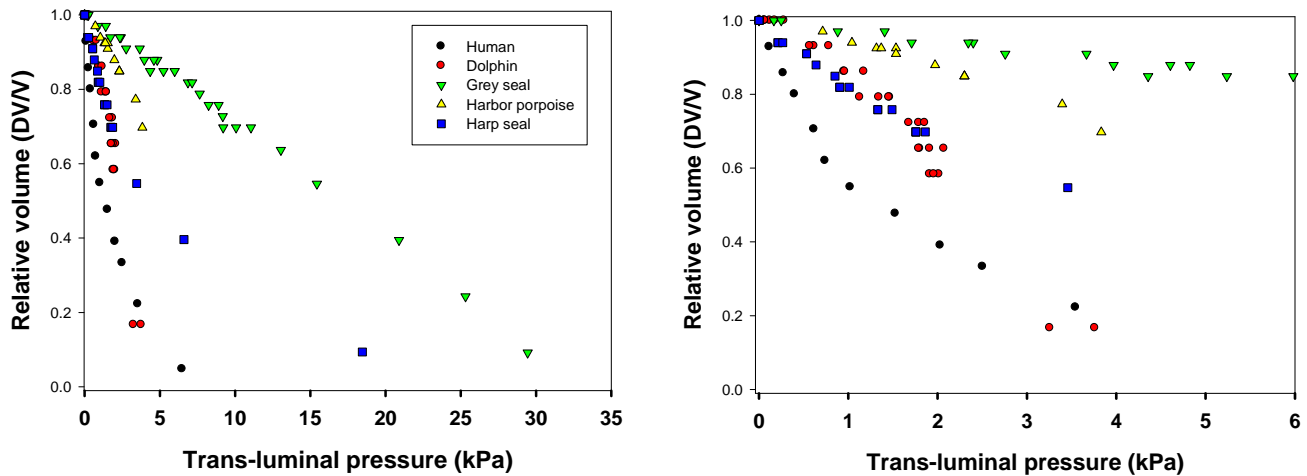 Relative volume (DV/V)
1.0
0.8
0.6
0.4
0.2
0.0
0 5 10 15 20 25 30 35
Trans-luminal pressure (kPa)
Human
Dolphin
Grey seal
Harbor porpoise
Harp seal
Relative volume (DV/V)
1.0
0.8
0.6
0.4
0.2
0.0
0 1 2 3 4 5 6
Trans-luminal pressure (kPa)